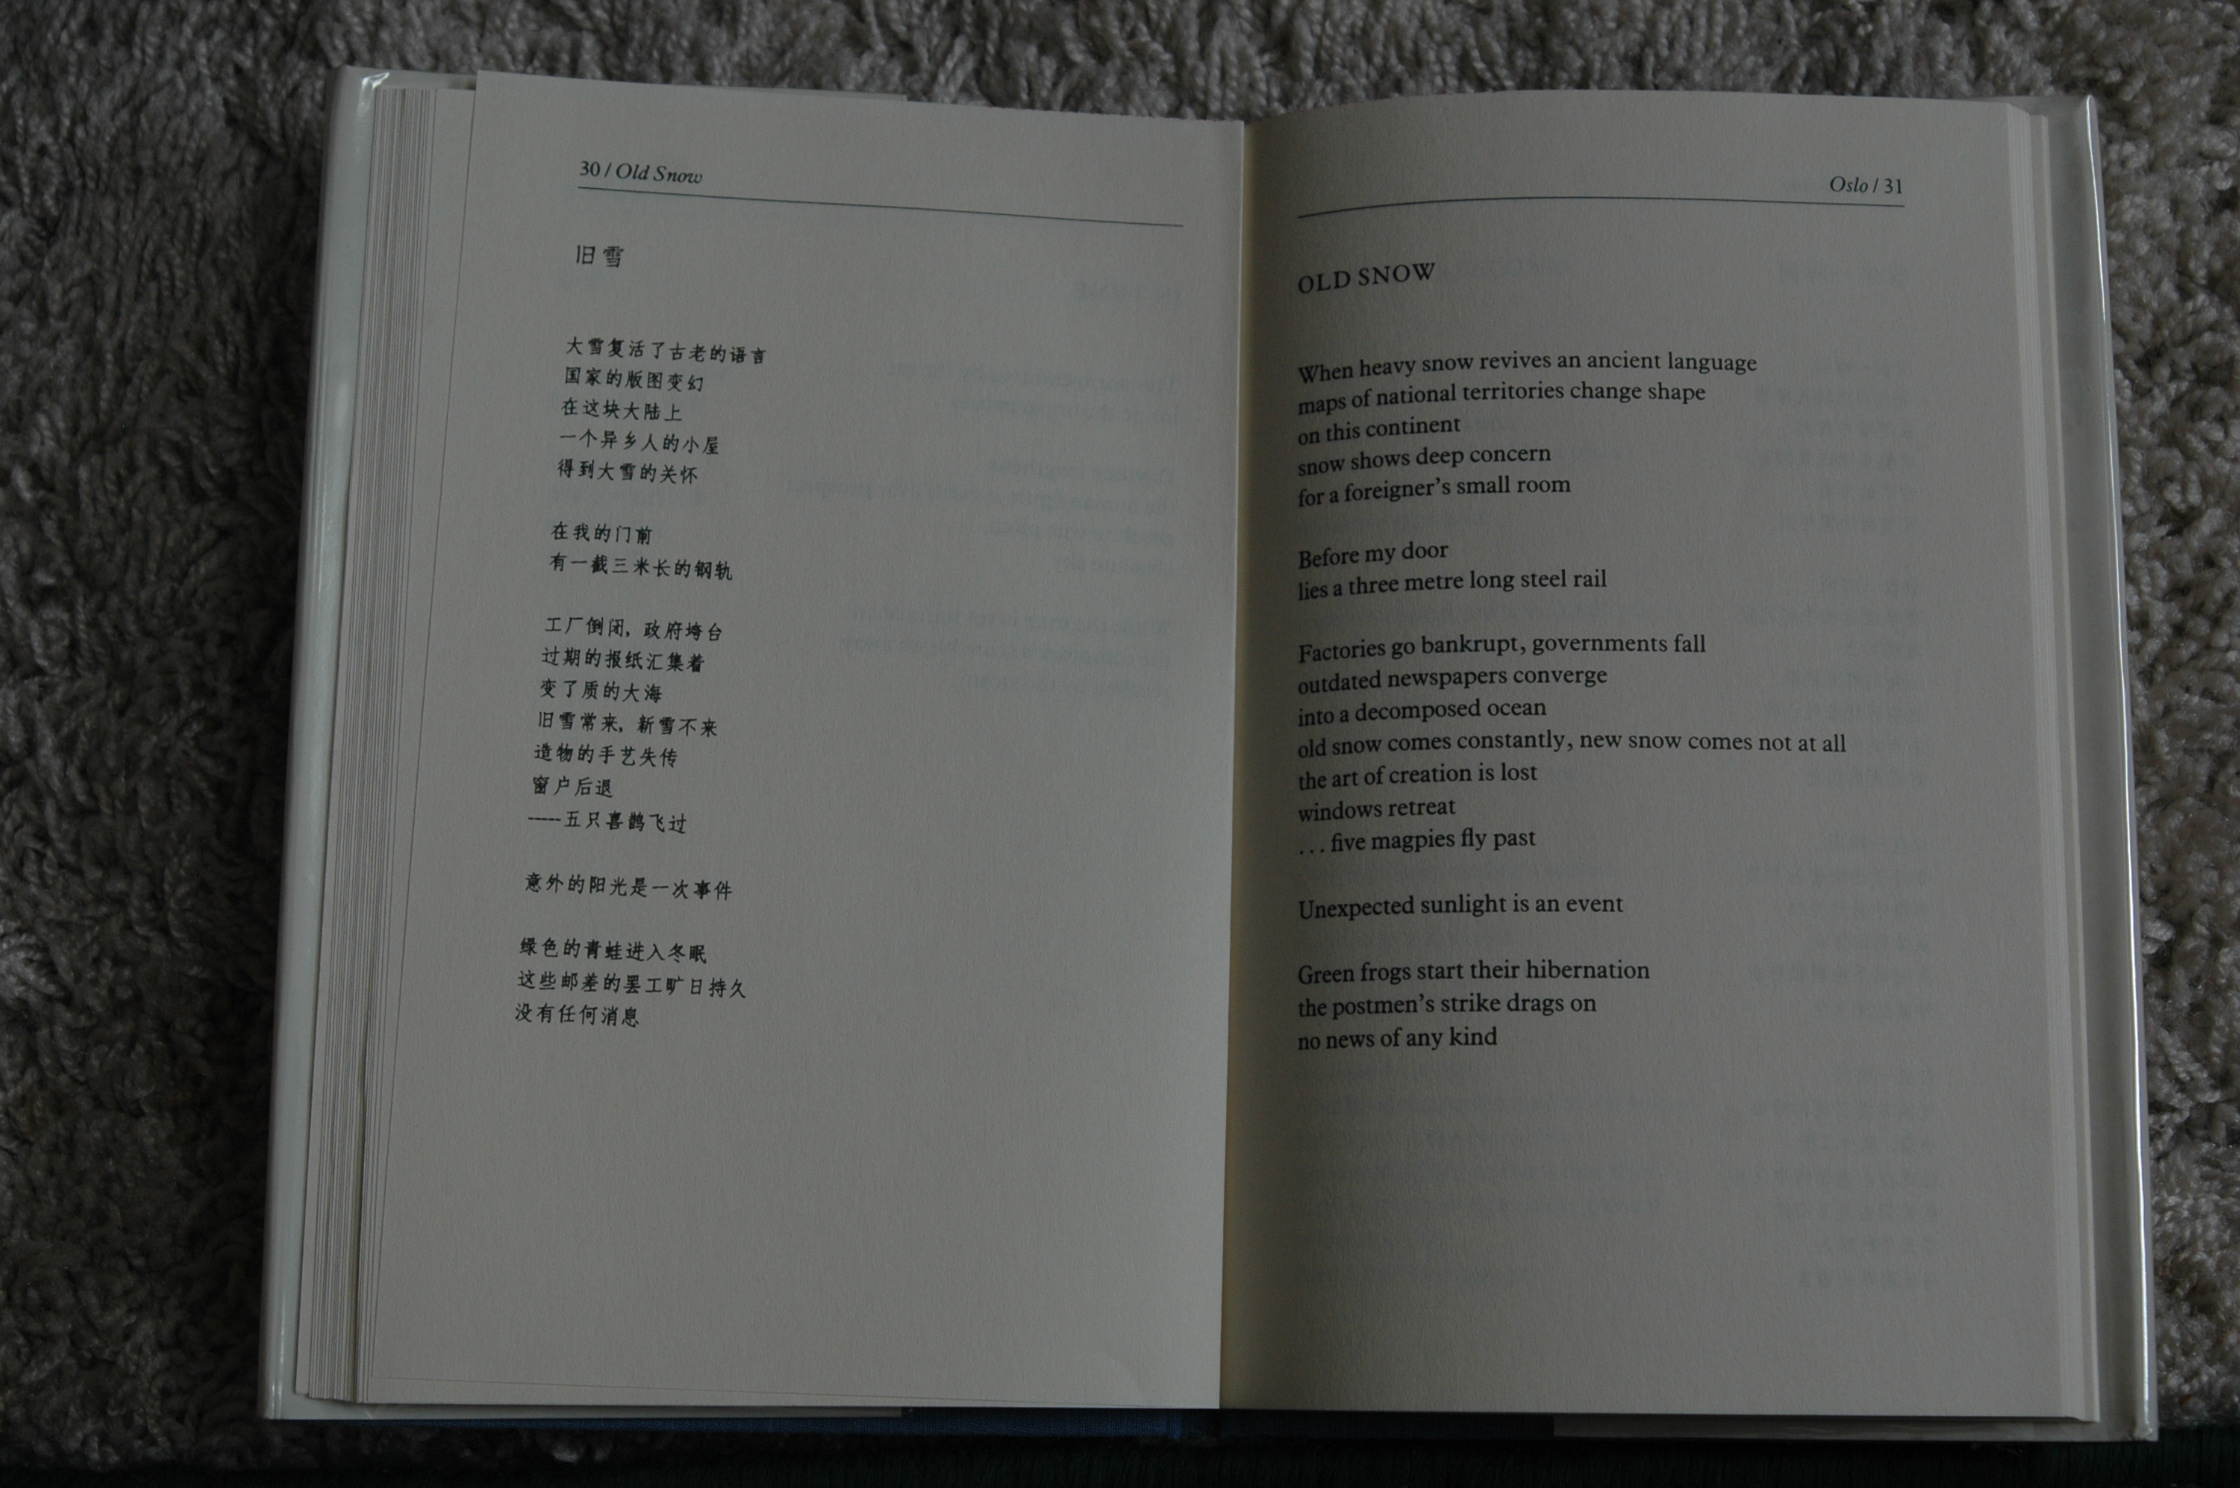 30 / Old Snow
旧雪
大雪复活了古老的语言
国家的版图变幻
在这块大陆上
一个异乡人的小屋
得到大雪的关怀
在我的门前
有一截三米长的钢轨
工厂倒闭，政府垮台
过期的报纸汇集着
变了质的大海
旧雪常来，新雪不来
造物的手艺失传
窗户后退
——五只喜鹊飞过
意外的阳光是一次事件
绿色的青蛙进入冬眠
这些邮差的罢工旷日持久
没有任何消息
Oslo / 31
OLD SNOW
When heavy snow revives an ancient language
maps of national territories change shape
on this continent
snow shows deep concern
for a foreigner's small room
Before my door
lies a three metre long steel rail
Factories go bankrupt, governments fall
outdated newspapers converge
into a decomposed ocean
old snow comes constantly, new snow comes not at all
the art of creation is lost
windows retreat
. . . five magpies fly past
Unexpected sunlight is an event
Green frogs start their hibernation
the postmen's strike drags on
no news of any kind